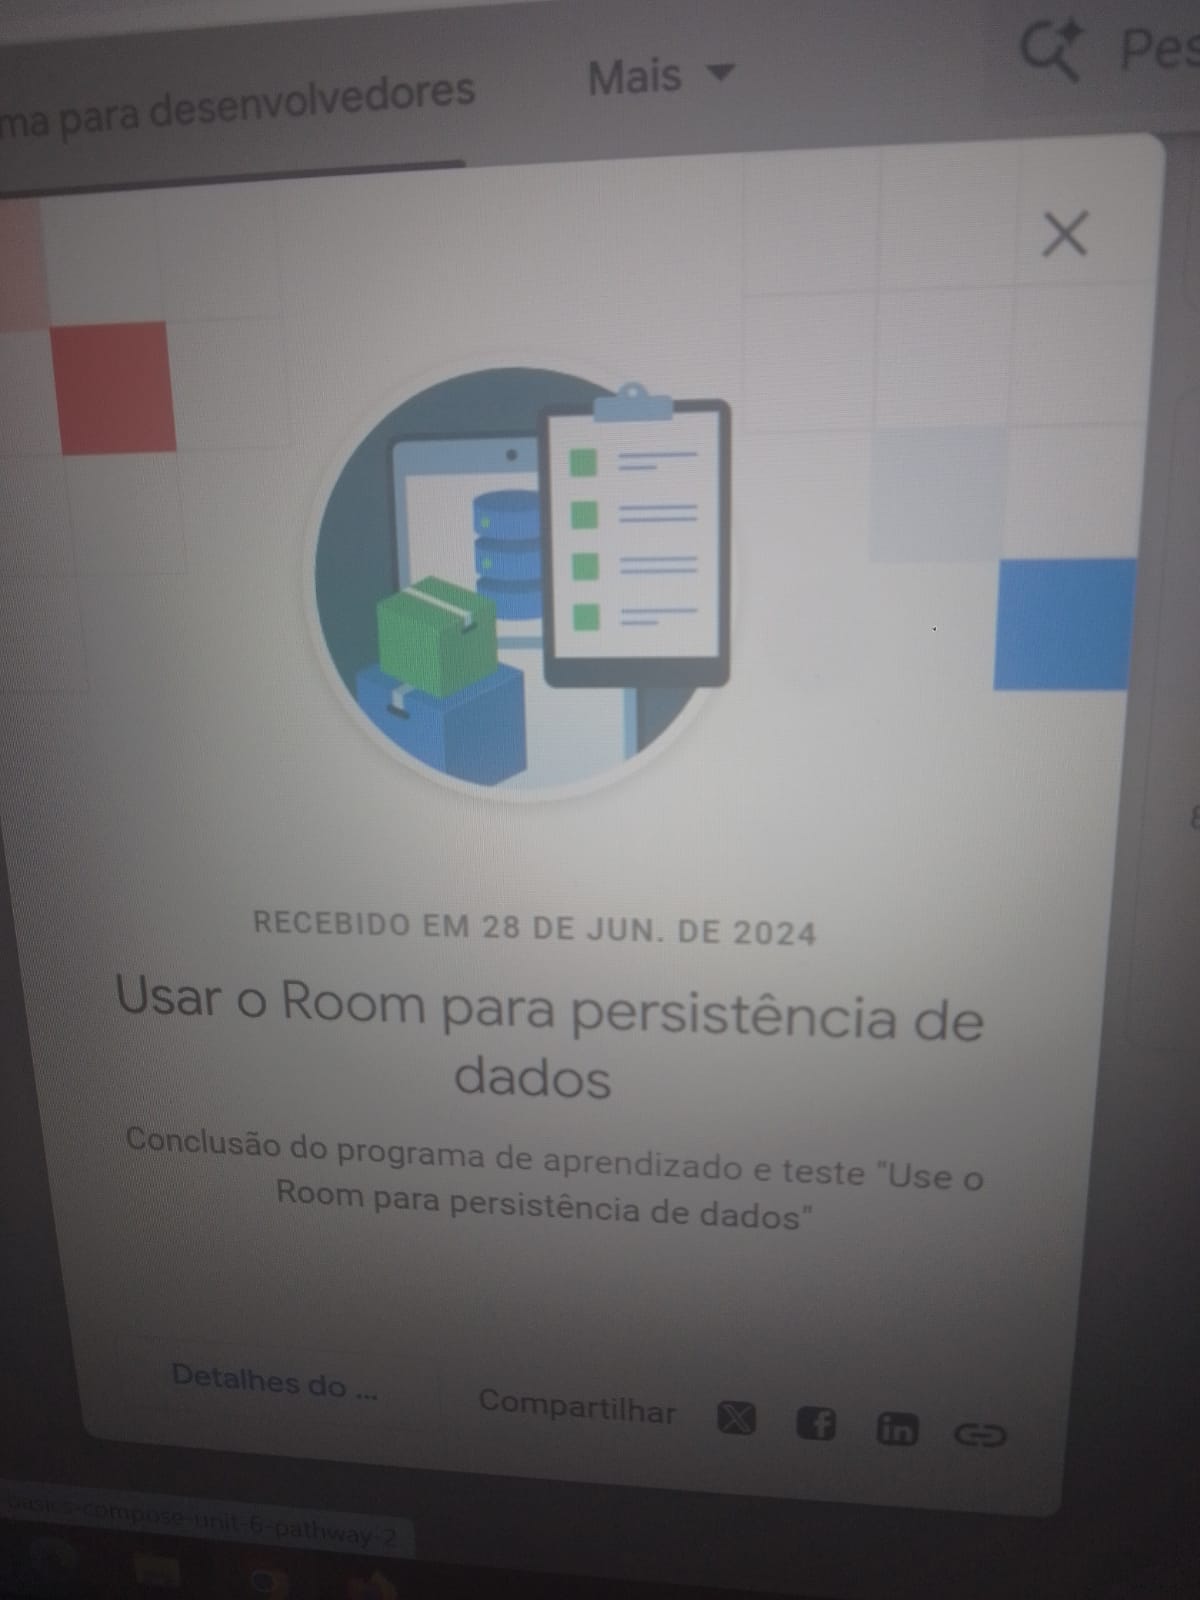 ma para desenvolvedores
Mais
Pes
RECEBIDO EM 28 DE JUN. DE 2024
Usar o Room para persistência de
dados
Conclusão do programa de aprendizado e teste "Use o
Room para persistência de dados"
Detalhes do ...
Compartilhar
basics-compose-unit-6-pathway-2